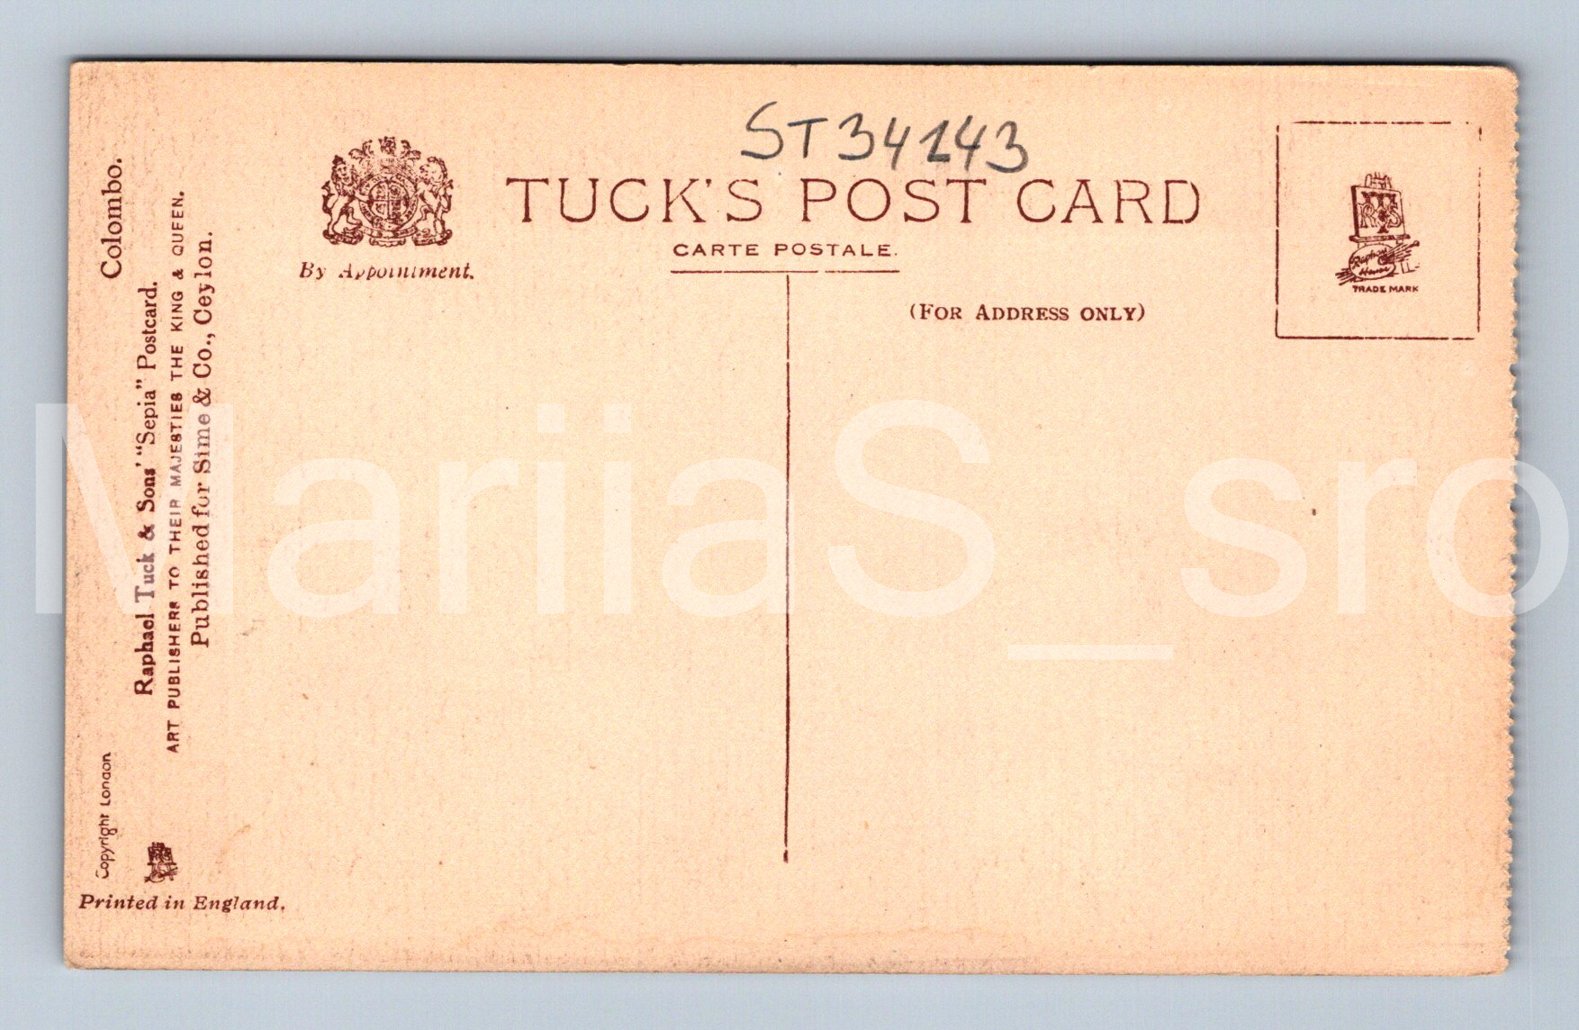 ST34143
TUCK'S POST CARD
CARTE POSTALE.
By Appointment.
(FOR ADDRESS ONLY)
TRADE MARK
Colombo.
Raphael Tuck & Sons' "Sepia" Postcard.
ART PUBLISHERS TO THEIR MAJESTIES THE KING & QUEEN.
Published for Sime & Co., Ceylon.
Copyright London
Printed in England.
MariiaS_sro